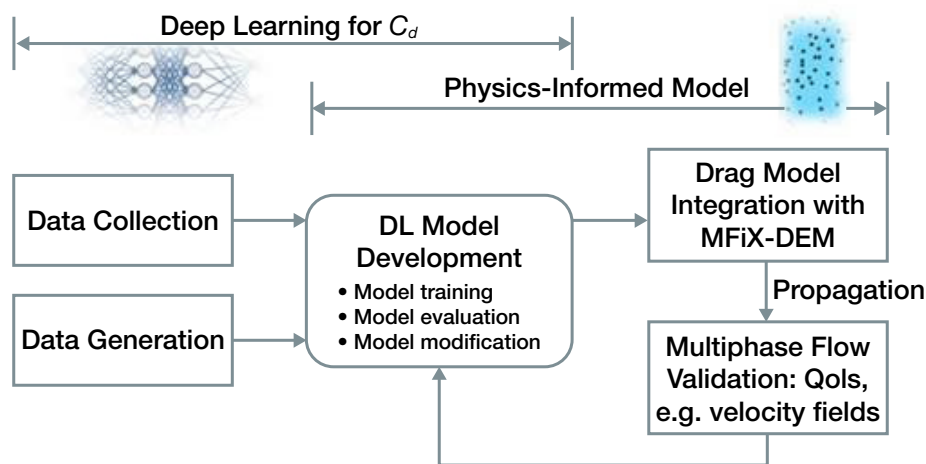 Deep Learning for C_d
Physics-Informed Model
Data Collection
Data Generation
DL Model
Development
• Model training
• Model evaluation
• Model modification
Drag Model
Integration with
MFiX-DEM
Propagation
Multiphase Flow
Validation: QoIs,
e.g. velocity fields